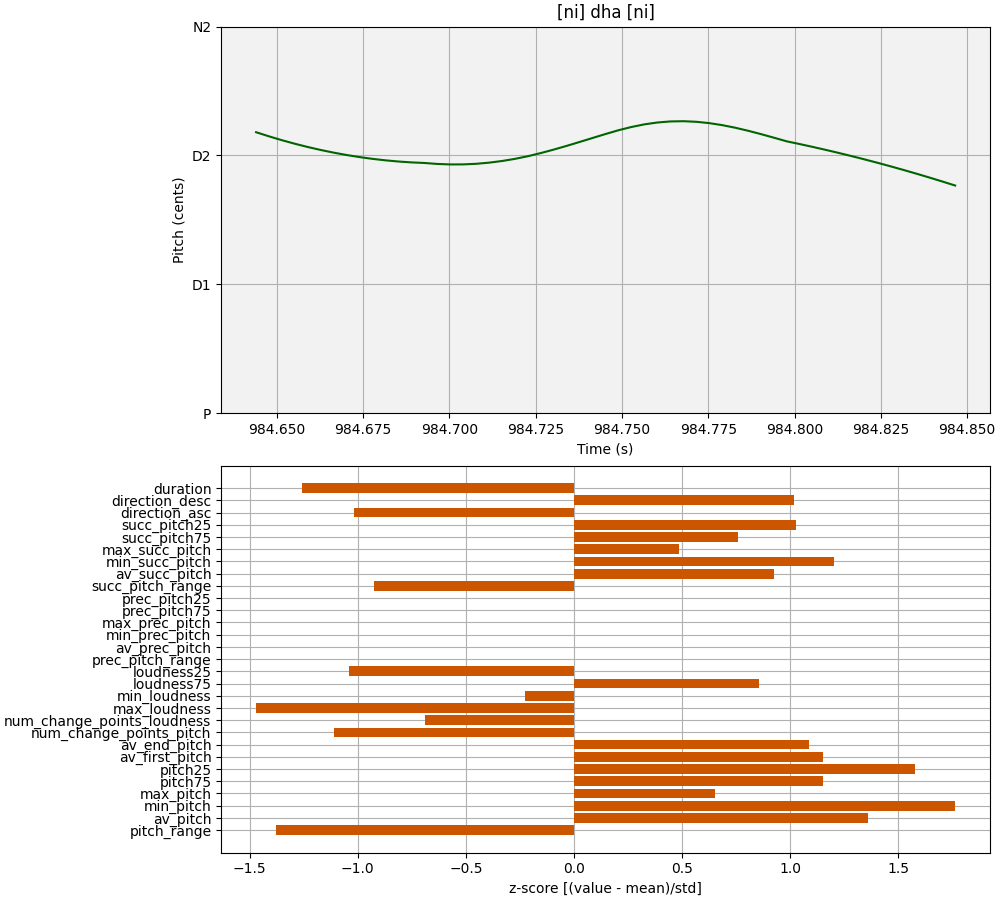 [ni] dha [ni]
N2
D2
D1
P
Pitch (cents)
984.650 984.675 984.700 984.725 984.750 984.775 984.800 984.825 984.850
Time (s)
duration
direction_desc
direction_asc
succ_pitch25
succ_pitch75
max_succ_pitch
min_succ_pitch
av_succ_pitch
succ_pitch_range
prec_pitch25
prec_pitch75
max_prec_pitch
min_prec_pitch
av_prec_pitch
prec_pitch_range
loudness25
loudness75
min_loudness
max_loudness
num_change_points_loudness
num_change_points_pitch
av_end_pitch
av_first_pitch
pitch25
pitch75
max_pitch
min_pitch
av_pitch
pitch_range
−1.5 −1.0 −0.5 0.0 0.5 1.0 1.5
z-score [(value - mean)/std]